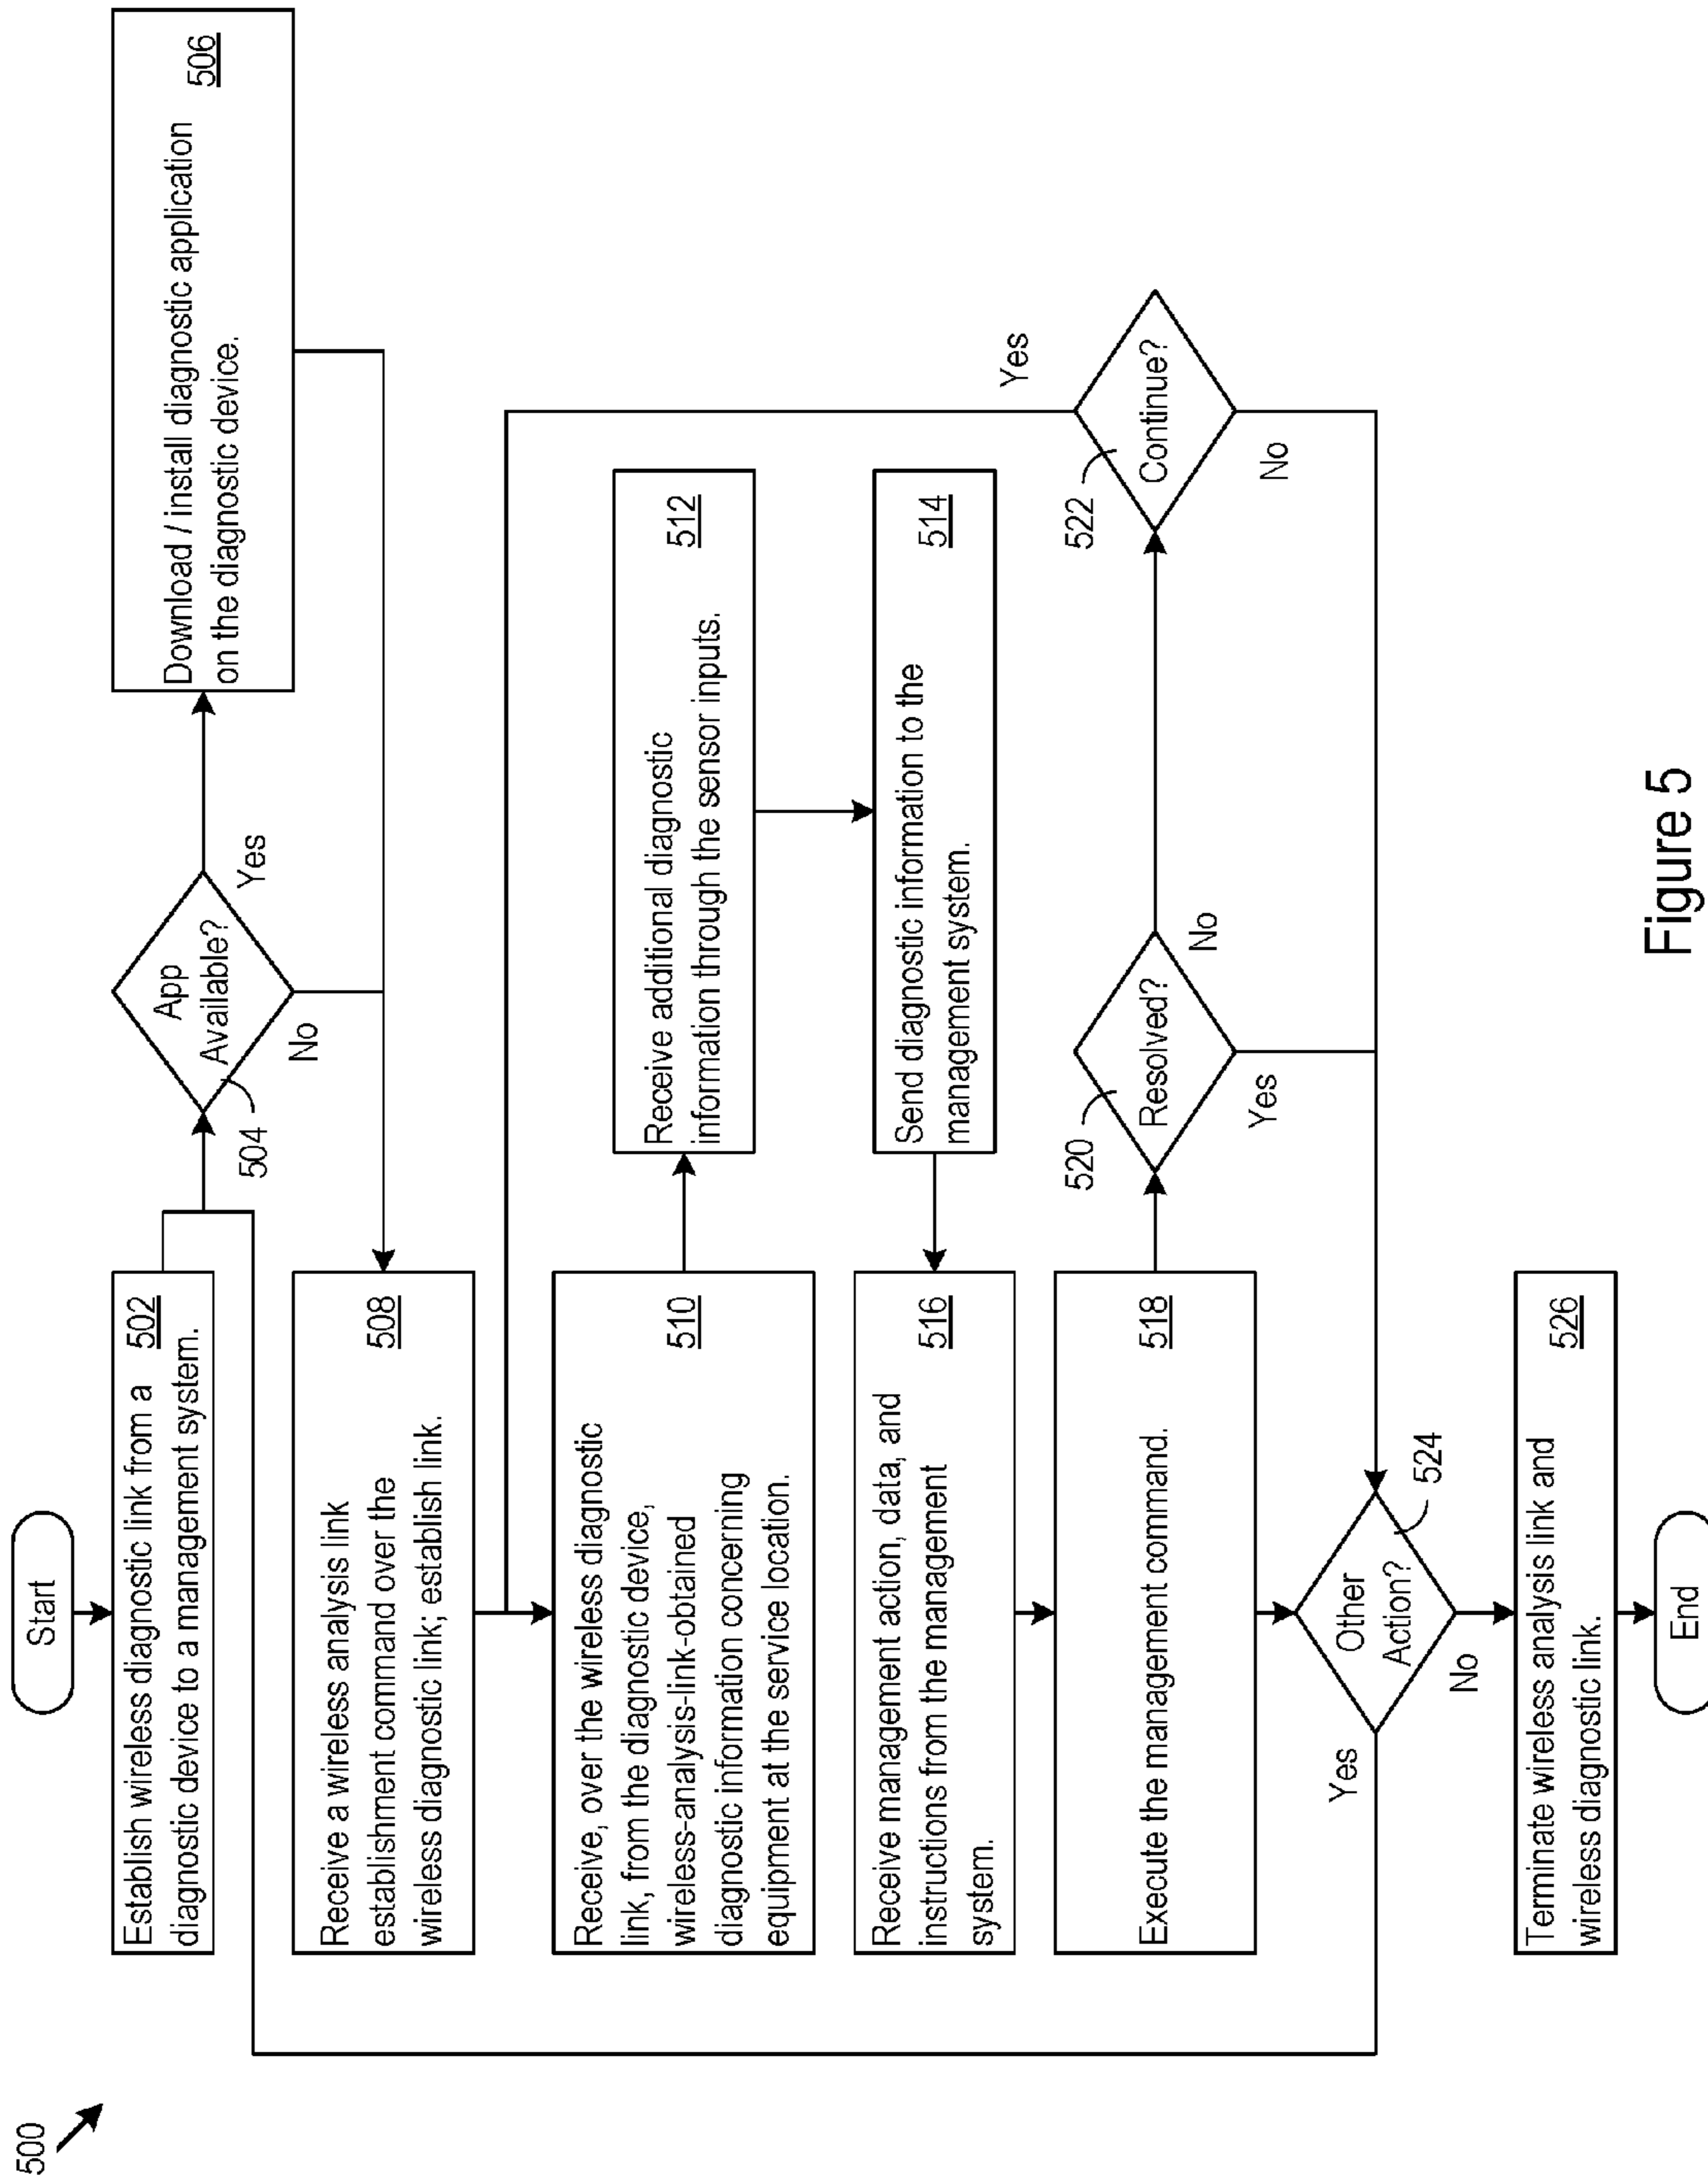 500
Start
Establish wireless diagnostic link from a 502
diagnostic device to a management system.
504
App
Available?
Yes
No
Download / install diagnostic application 506
on the diagnostic device.
Receive a wireless analysis link
establishment command over the 508
wireless diagnostic link; establish link.
Receive, over the wireless diagnostic
link, from the diagnostic device,
wireless-analysis-link-obtained 510
diagnostic information concerning
equipment at the service location.
Receive additional diagnostic 512
information through the sensor inputs.
Send diagnostic information to the 514
management system.
Receive management action, data, and
instructions from the management 516
system.
Execute the management command. 518
520
Resolved?
No
Yes
522
Continue?
Yes
No
Other
Action?
524
Yes
No
Terminate wireless analysis link and 526
wireless diagnostic link.
End
Figure 5